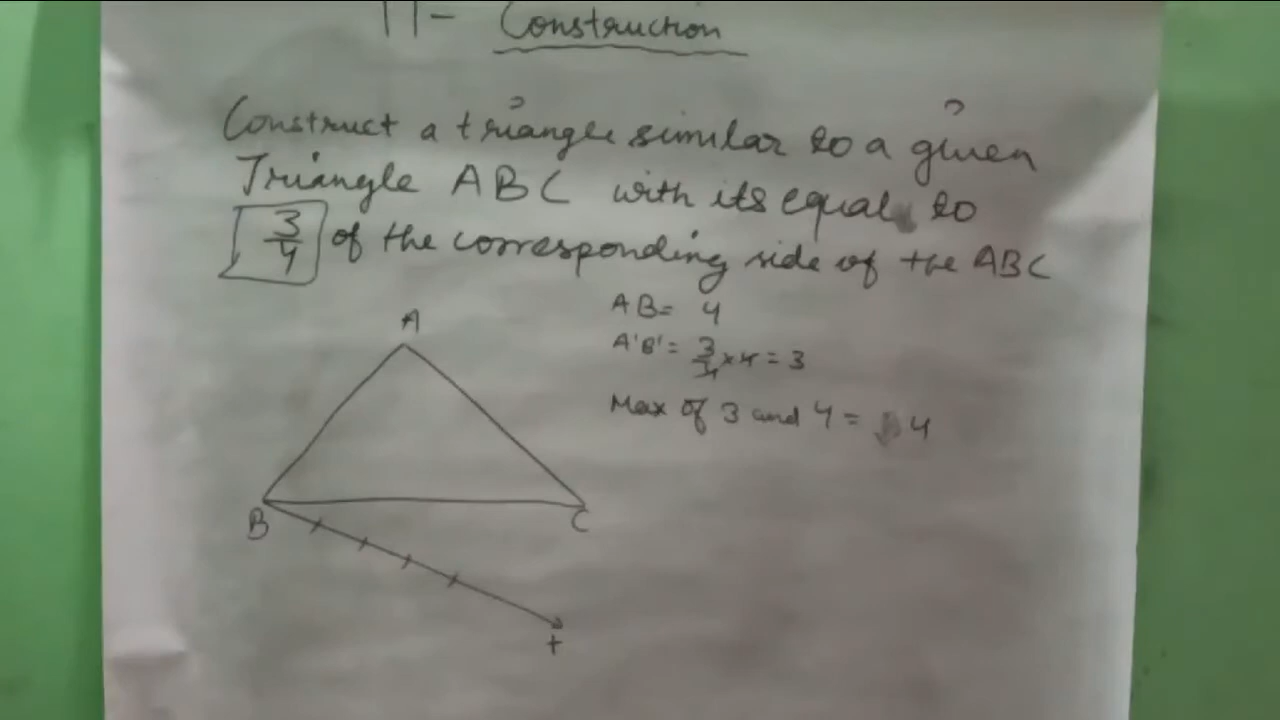 11- Construction
Construct a triangle similar to a given
Triangle ABC with its equal to
3/4 of the corresponding side of the ABC
AB= 4
A'B' = 3/4 x 4 = 3
Max of 3 and 4 = 4
A
B
C
+